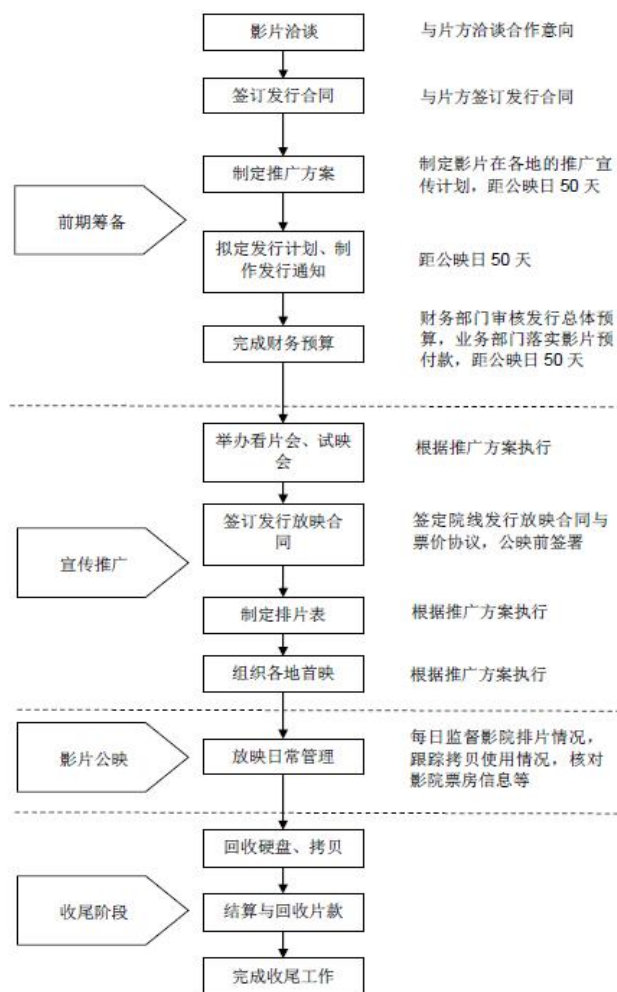 影片洽谈
与片方洽谈合作意向
签订发行合同
与片方签订发行合同
制定推广方案
制定影片在各地的推广宣
传计划，距公映日 50 天
前期筹备
拟定发行计划、制
作发行通知
距公映日 50 天
完成财务预算
财务部门审核发行总体预
算，业务部门落实影片预
付款，距公映日 50 天
举办看片会、试映
会
根据推广方案执行
签订发行放映合
同
签定院线发行放映合同与
票价协议，公映前签署
宣传推广
制定排片表
根据推广方案执行
组织各地首映
根据推广方案执行
影片公映
放映日常管理
每日监督影院排片情况，
跟踪拷贝使用情况，核对
影院票房信息等
回收硬盘、拷贝
收尾阶段
结算与回收片款
完成收尾工作